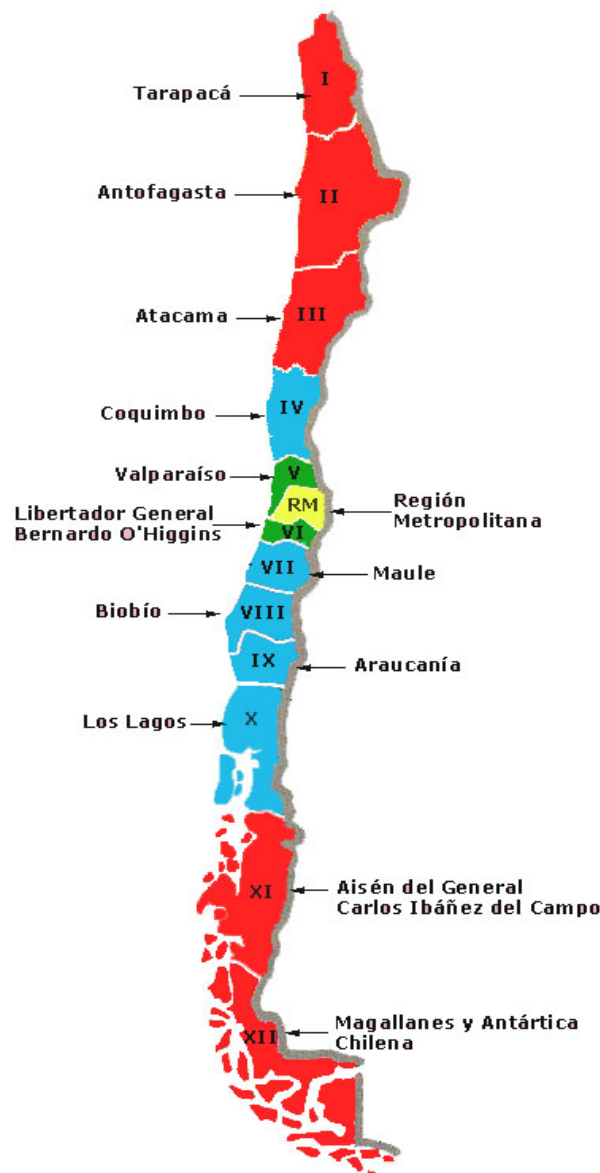 I
Tarapacá
Antofagasta
II
Atacama
III
Coquimbo
IV
Valparaíso
V
RM
Región
Metropolitana
Libertador General
Bernardo O'Higgins
VI
VII
Maule
Biobío
VIII
IX
Araucanía
Los Lagos
X
XI
Aisén del General
Carlos Ibáñez del Campo
XII
Magallanes y Antártica
Chilena